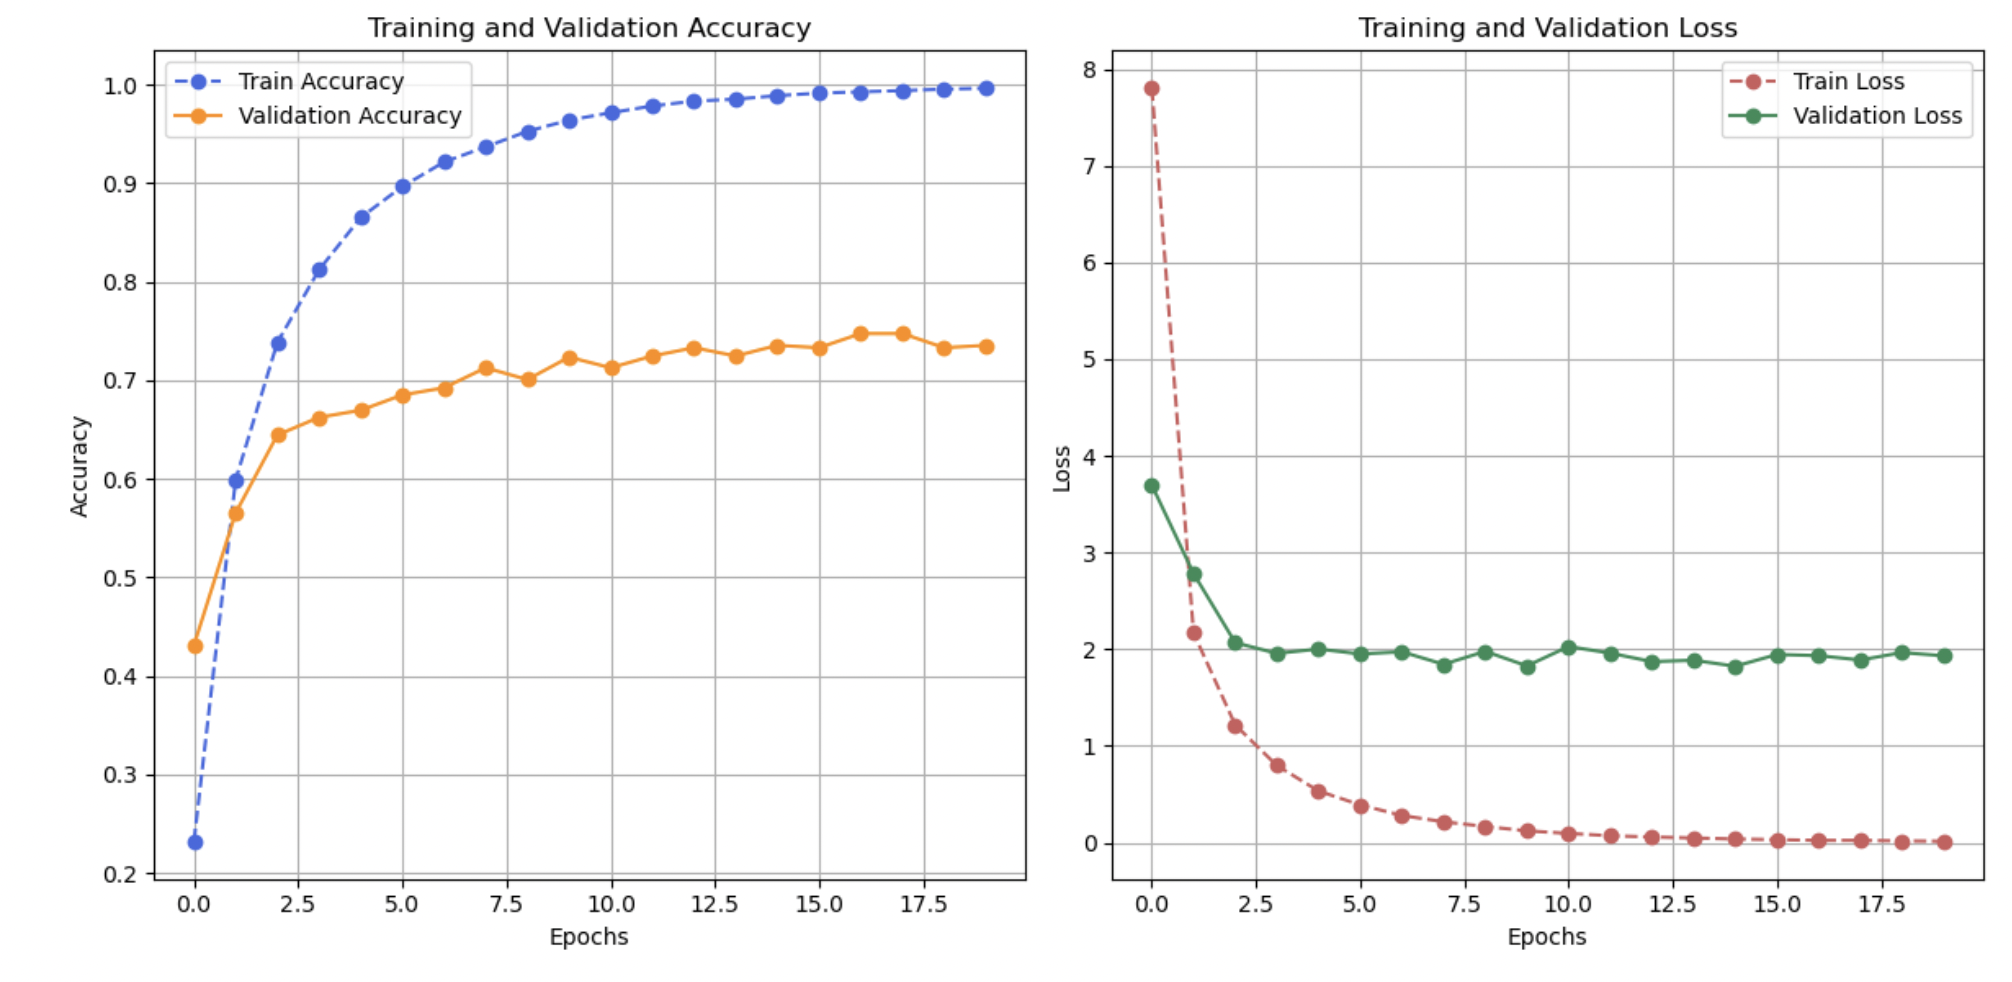 Training and Validation Accuracy
Train Accuracy
Validation Accuracy
1.0
0.9
0.8
0.7
0.6
0.5
0.4
0.3
0.2
Accuracy
0.0 2.5 5.0 7.5 10.0 12.5 15.0 17.5
Epochs
Training and Validation Loss
Train Loss
Validation Loss
8
7
6
5
4
3
2
1
0
Loss
0.0 2.5 5.0 7.5 10.0 12.5 15.0 17.5
Epochs